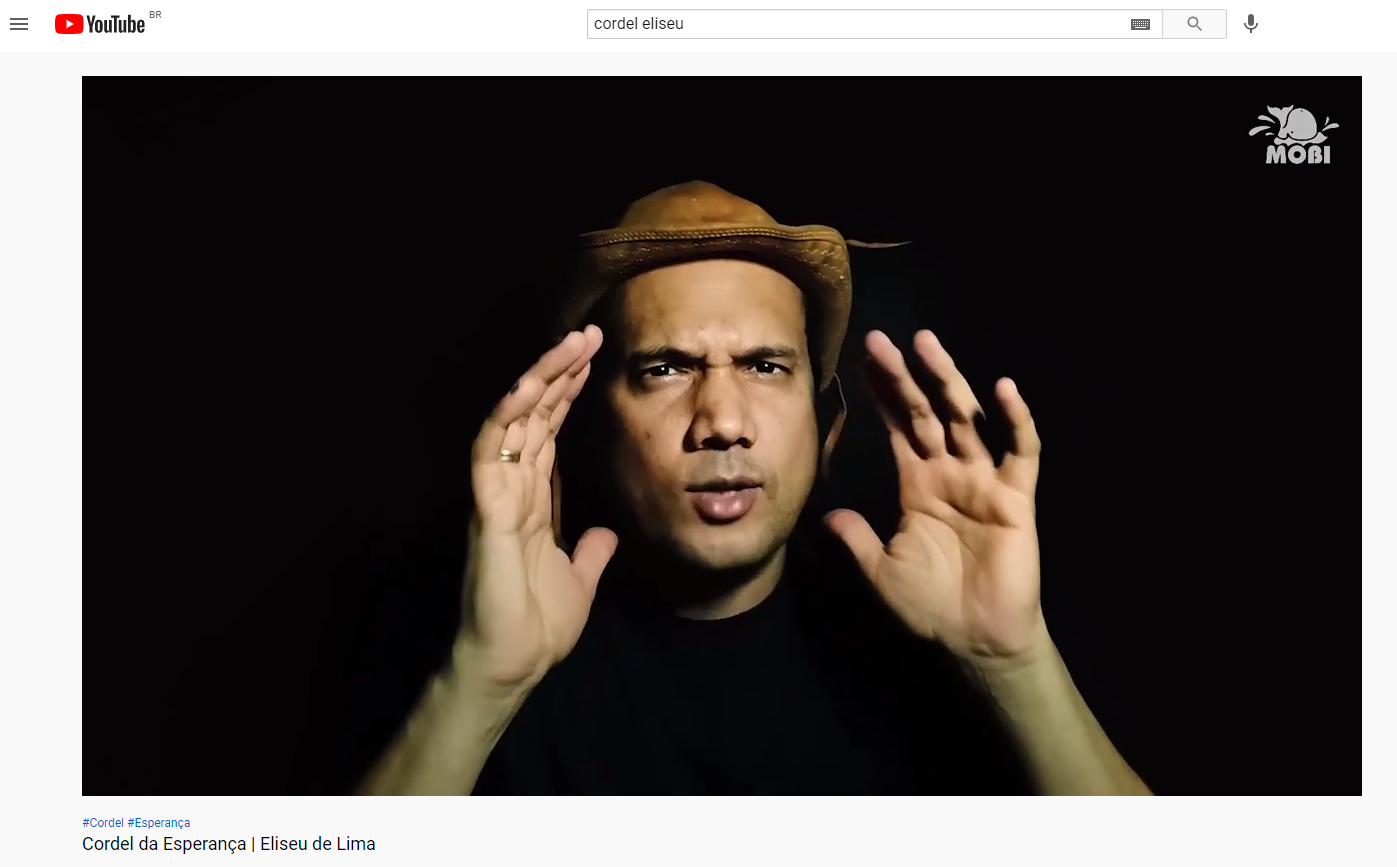 YouTube BR
cordel eliseu
MOBI
#Cordel #Esperança
Cordel da Esperança | Eliseu de Lima